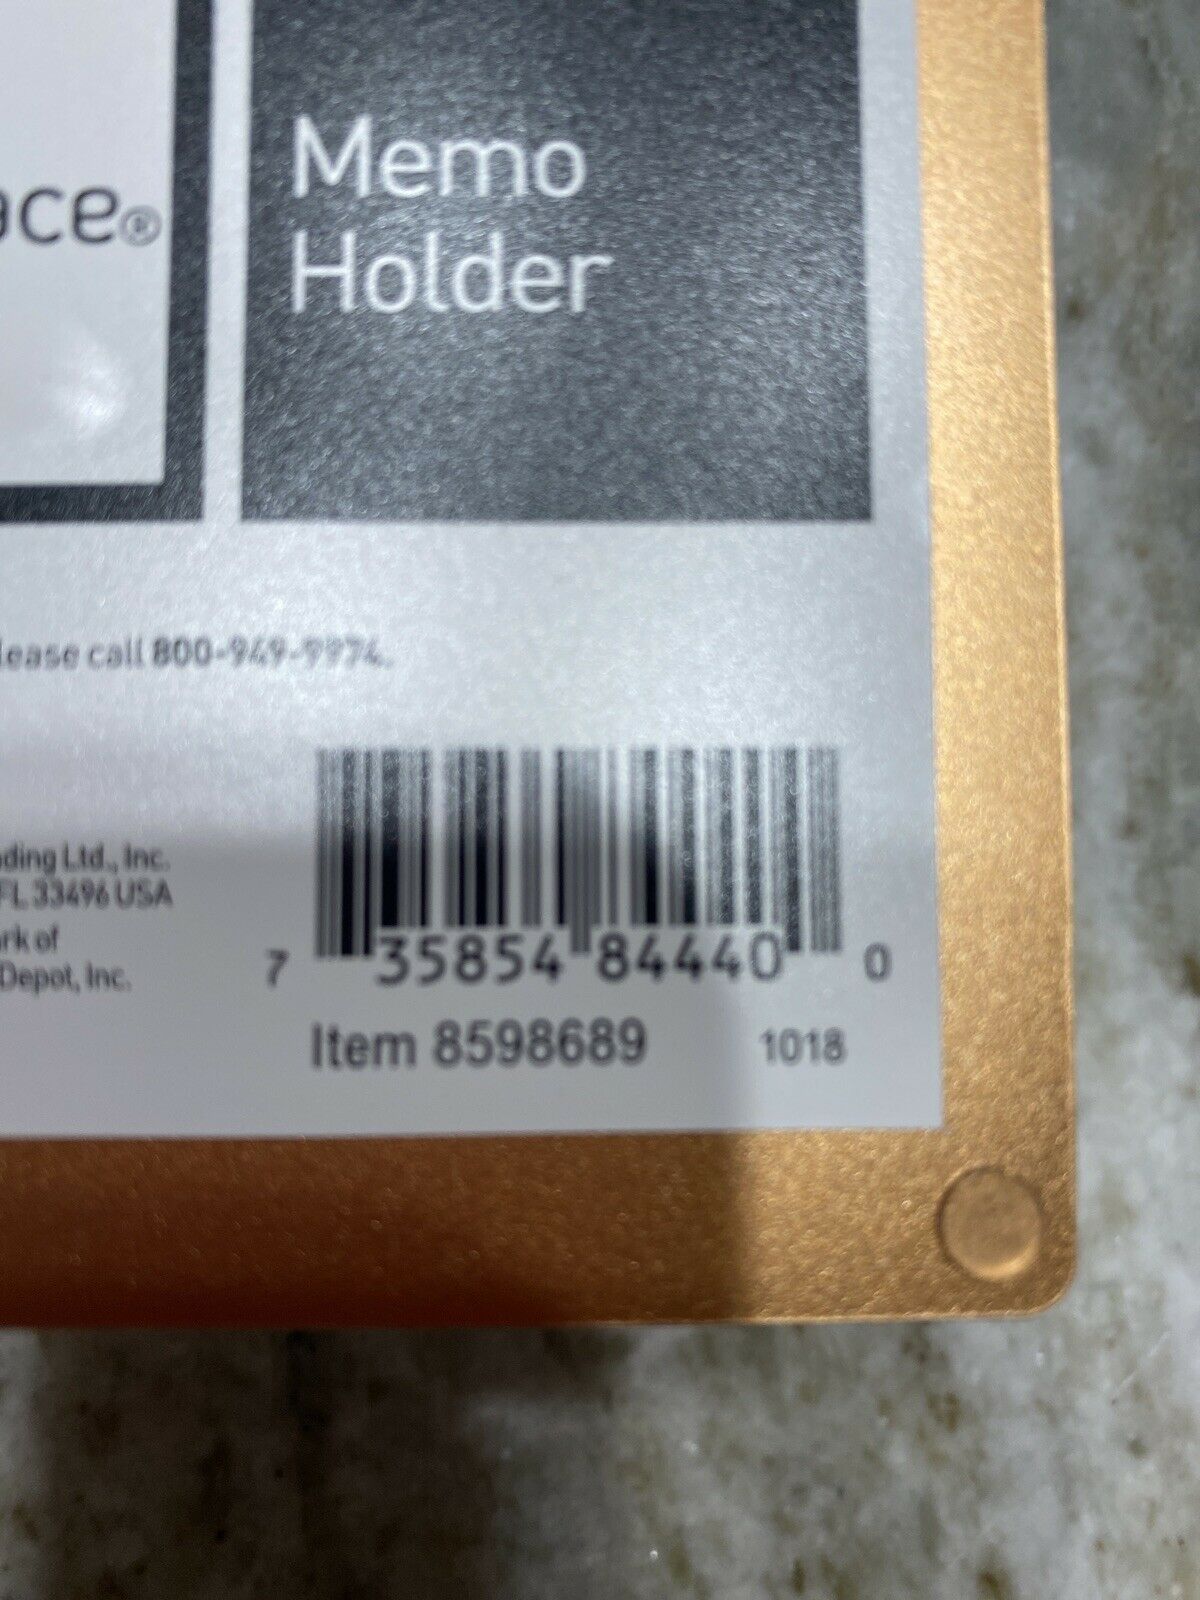 ace®
Memo
Holder
lease call 800-949-9974.
ading Ltd., Inc.
FL 33496 USA
ark of
Depot, Inc.
7 35854 84440 0
Item 8598689 1018